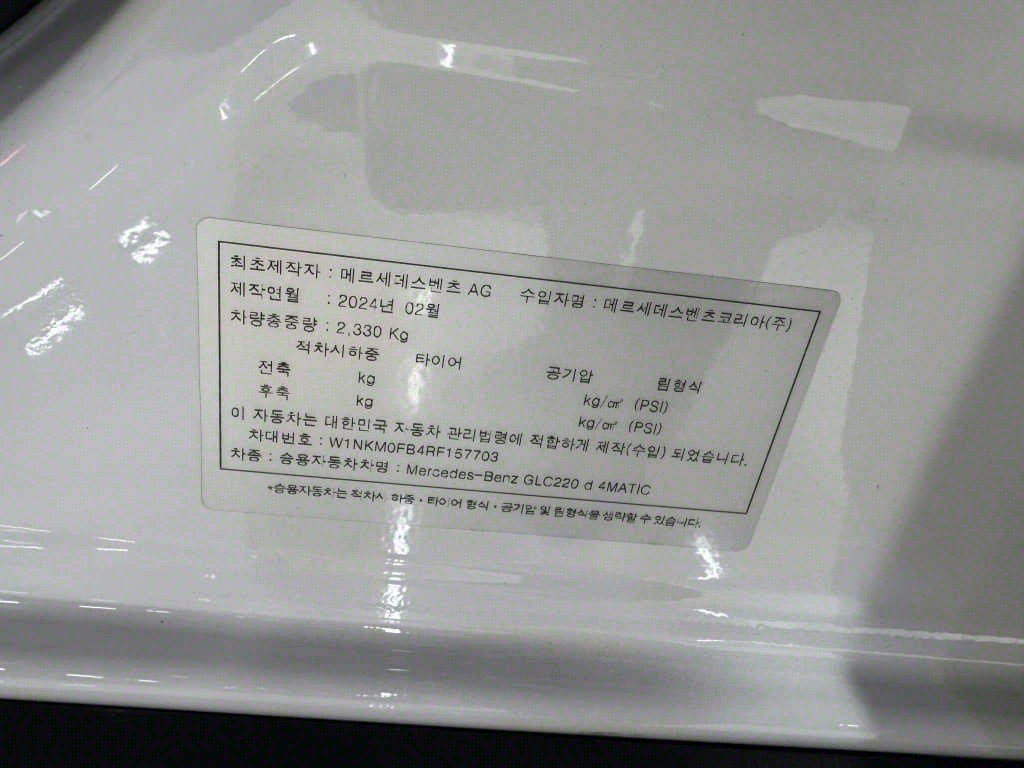 최초제작자 : 메르세데스벤츠 AG 수입자명 : 메르세데스벤츠코리아(주)
제작연월 : 2024년 02월
차량총중량 : 2,330 Kg
적차시하중 타이어 공기압 림형식
전축 kg kg/㎠ (PSI)
후축 kg kg/㎠ (PSI)
이 자동차는 대한민국 자동차 관리법령에 적합하게 제작(수입) 되었습니다.
차대번호 : W1NKM0FB4RF157703
차종 : 승용자동차차명 : Mercedes-Benz GLC220 d 4MATIC
*승용자동차는 적차시 하중・타이어 형식・공기압 및 림형식을 생략할 수 있습니다.